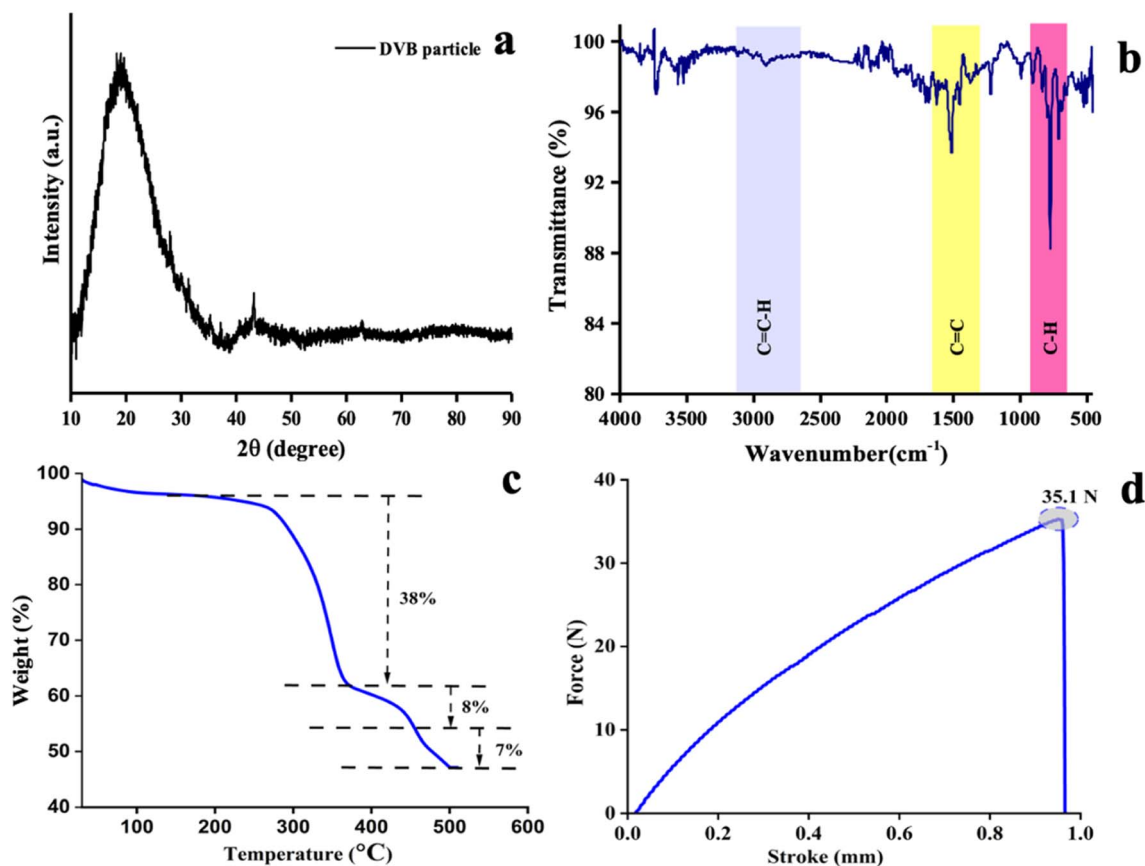 DVB particle
a
Intensity (a.u.)
10 20 30 40 50 60 70 80 90
2θ (degree)
b
100
96
92
88
84
80
Transmittance (%)
C=C-H
C=C
C-H
4000 3500 3000 2500 2000 1500 1000 500
Wavenumber(cm⁻¹)
c
100
90
80
70
60
50
40
Weight (%)
38%
8%
7%
100 200 300 400 500 600
Temperature (°C)
d
40
30
20
10
0
Force (N)
35.1 N
0.0 0.2 0.4 0.6 0.8 1.0
Stroke (mm)